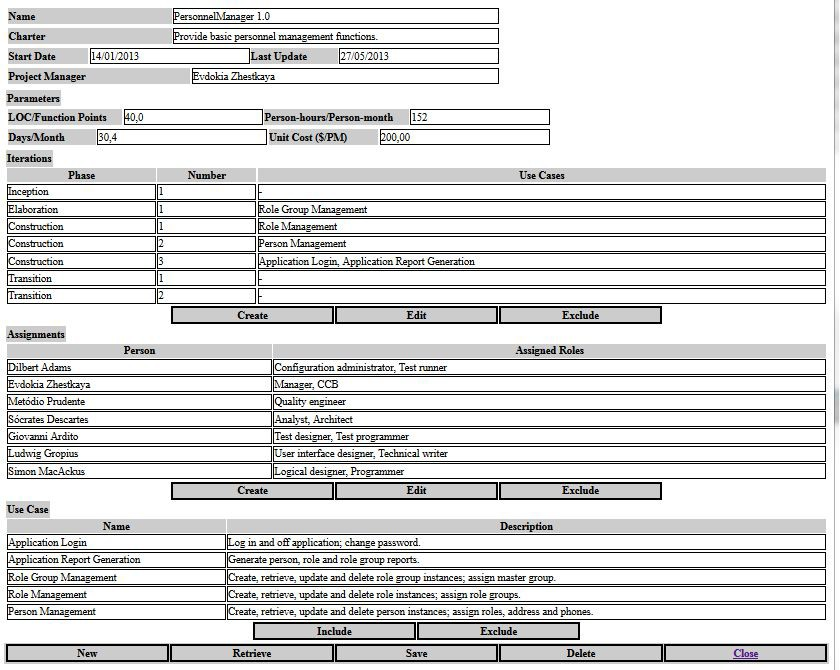 Name PersonnelManager 1.0
Charter Provide basic personnel management functions.
Start Date 14/01/2013 Last Update 27/05/2013
Project Manager Evdokia Zhestkaya
Parameters
LOC/Function Points 40,0 Person-hours/Person-month 152
Days/Month 30,4 Unit Cost ($/PM) 200,00
Iterations
Phase Number Use Cases
Inception 1 -
Elaboration 1 Role Group Management
Construction 1 Role Management
Construction 2 Person Management
Construction 3 Application Login, Application Report Generation
Transition 1 -
Transition 2 -
Create Edit Exclude
Assignments
Person Assigned Roles
Dilbert Adams Configuration administrator, Test runner
Evdokia Zhestkaya Manager, CCB
Metódio Prudente Quality engineer
Sócrates Descartes Analyst, Architect
Giovanni Ardito Test designer, Test programmer
Ludwig Gropius User interface designer, Technical writer
Simon MacAckus Logical designer, Programmer
Create Edit Exclude
Use Case
Name Description
Application Login Log in and off application; change password.
Application Report Generation Generate person, role and role group reports.
Role Group Management Create, retrieve, update and delete role group instances; assign master group.
Role Management Create, retrieve, update and delete role instances; assign role groups.
Person Management Create, retrieve, update and delete person instances; assign roles, address and phones.
Include Exclude
New Retrieve Save Delete Close